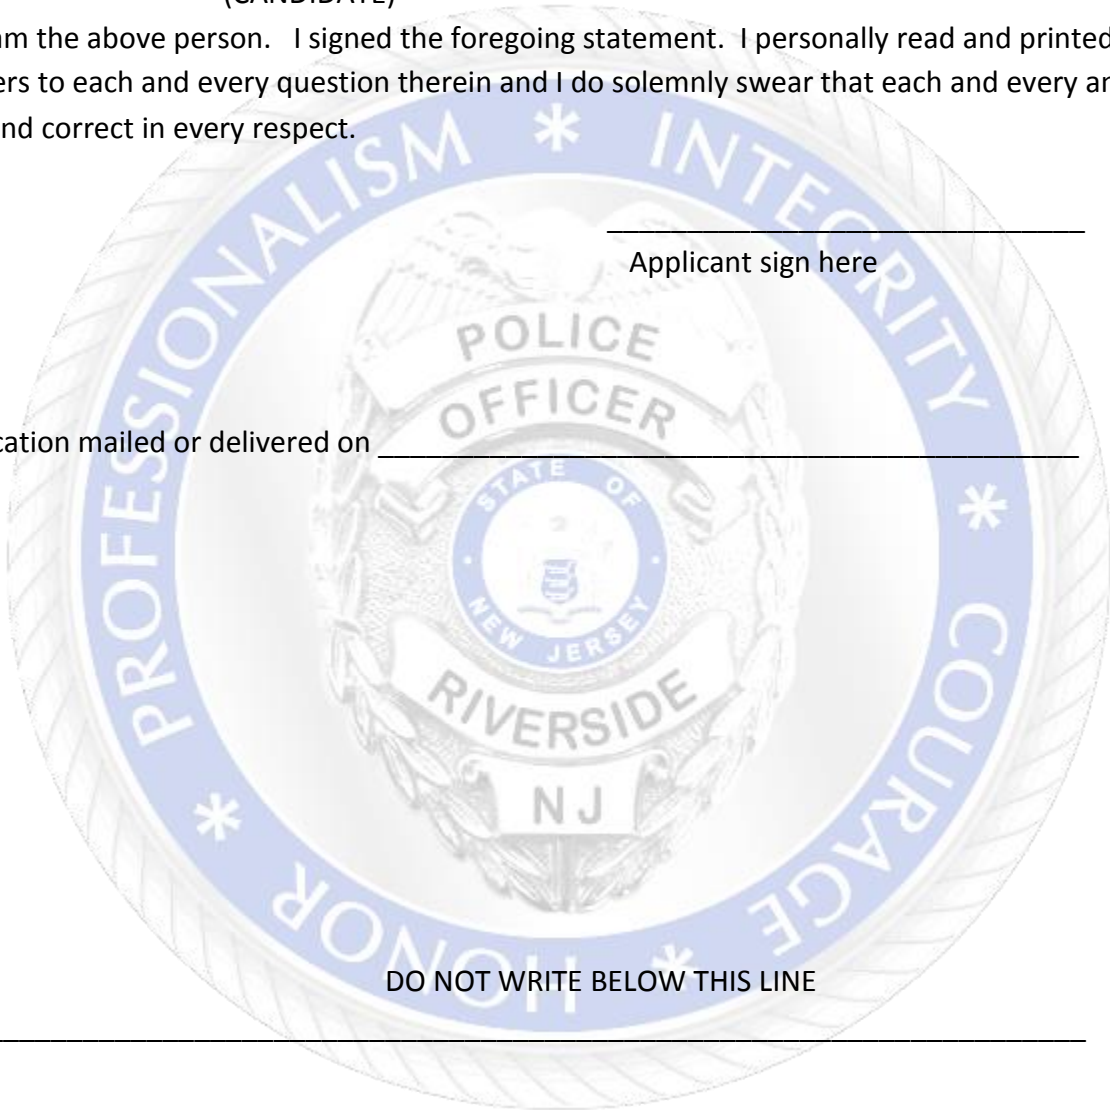 (CANDIDATE)
am the above person. I signed the foregoing statement. I personally read and printed
ers to each and every question therein and I do solemnly swear that each and every an
nd correct in every respect.
________________________________
Applicant sign here
cation mailed or delivered on ________________________________________________
PROFESSIONALISM * INTEGRITY * COURAGE * HONOR *
POLICE
OFFICER
STATE OF
NEW JERSEY
RIVERSIDE
NJ
DO NOT WRITE BELOW THIS LINE
________________________________________________________________________